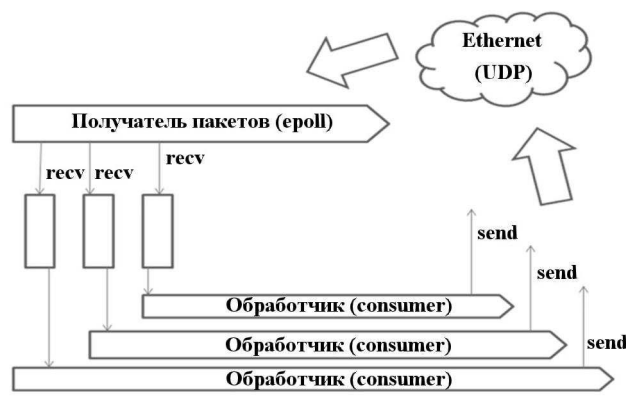 Ethernet
(UDP)
Получатель пакетов (epoll)
recv
recv
recv
send
send
send
Обработчик (consumer)
Обработчик (consumer)
Обработчик (consumer)